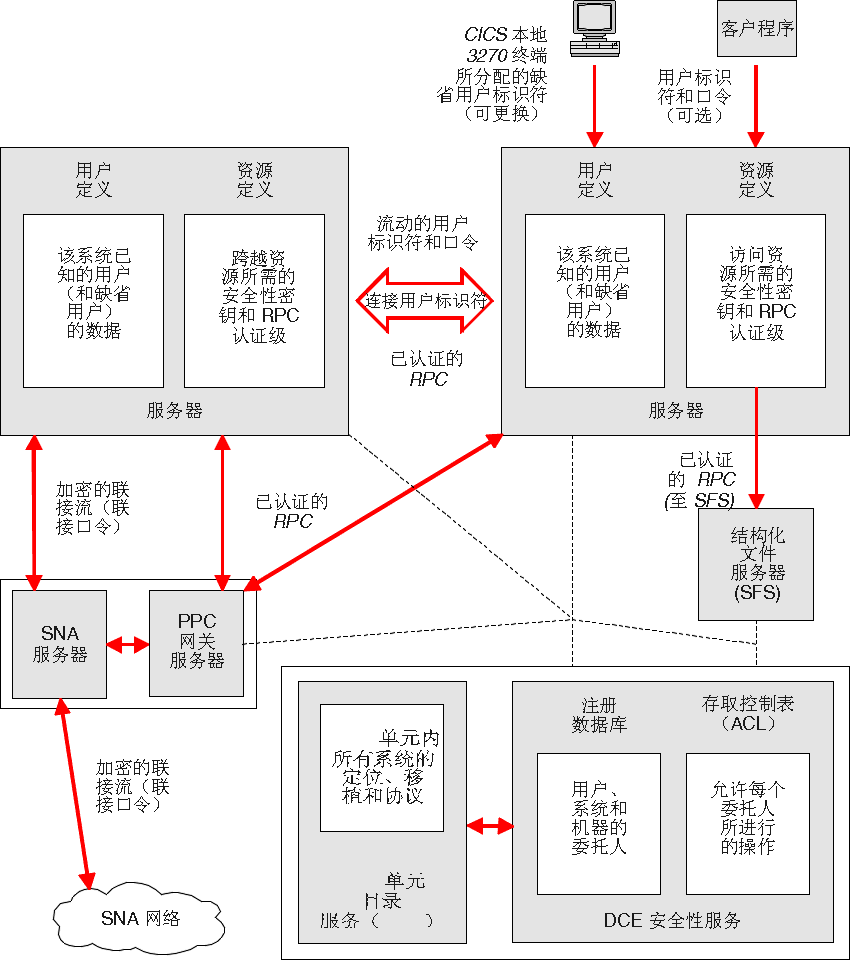 CICS 本地
3270 终端
所分配的缺
省用户标识符
（可更换）
客户程序
用户标识
符和口令
（可选）
用户
定义
资源
定义
该系统已
知的用户
（和缺省
用户）
的数据
跨越资
源所需的
安全性密
钥和 RPC
认证级
服务器
流动的用户
标识符和口令
连接用户标识符
已认证的
RPC
用户
定义
资源
定义
该系统已
知的用户
（和缺省
用户）
的数据
访问资
源所需的
安全性密
钥和 RPC
认证级
服务器
加密的联
接流（联
接口令）
已认证的
RPC
已认证
的 RPC
(至 SFS)
结构化
文件
服务器
(SFS)
SNA
服务器
PPC
网关
服务器
加密的联
接流（联
接口令）
SNA 网络
单元内
所有系统的
定位、移
植和协议
单元
目录
服务（ ）
注册
数据库
存取控制表
（ACL）
用户、
系统和
机器的
委托人
允许每个
委托人
所进行
的操作
DCE 安全性服务